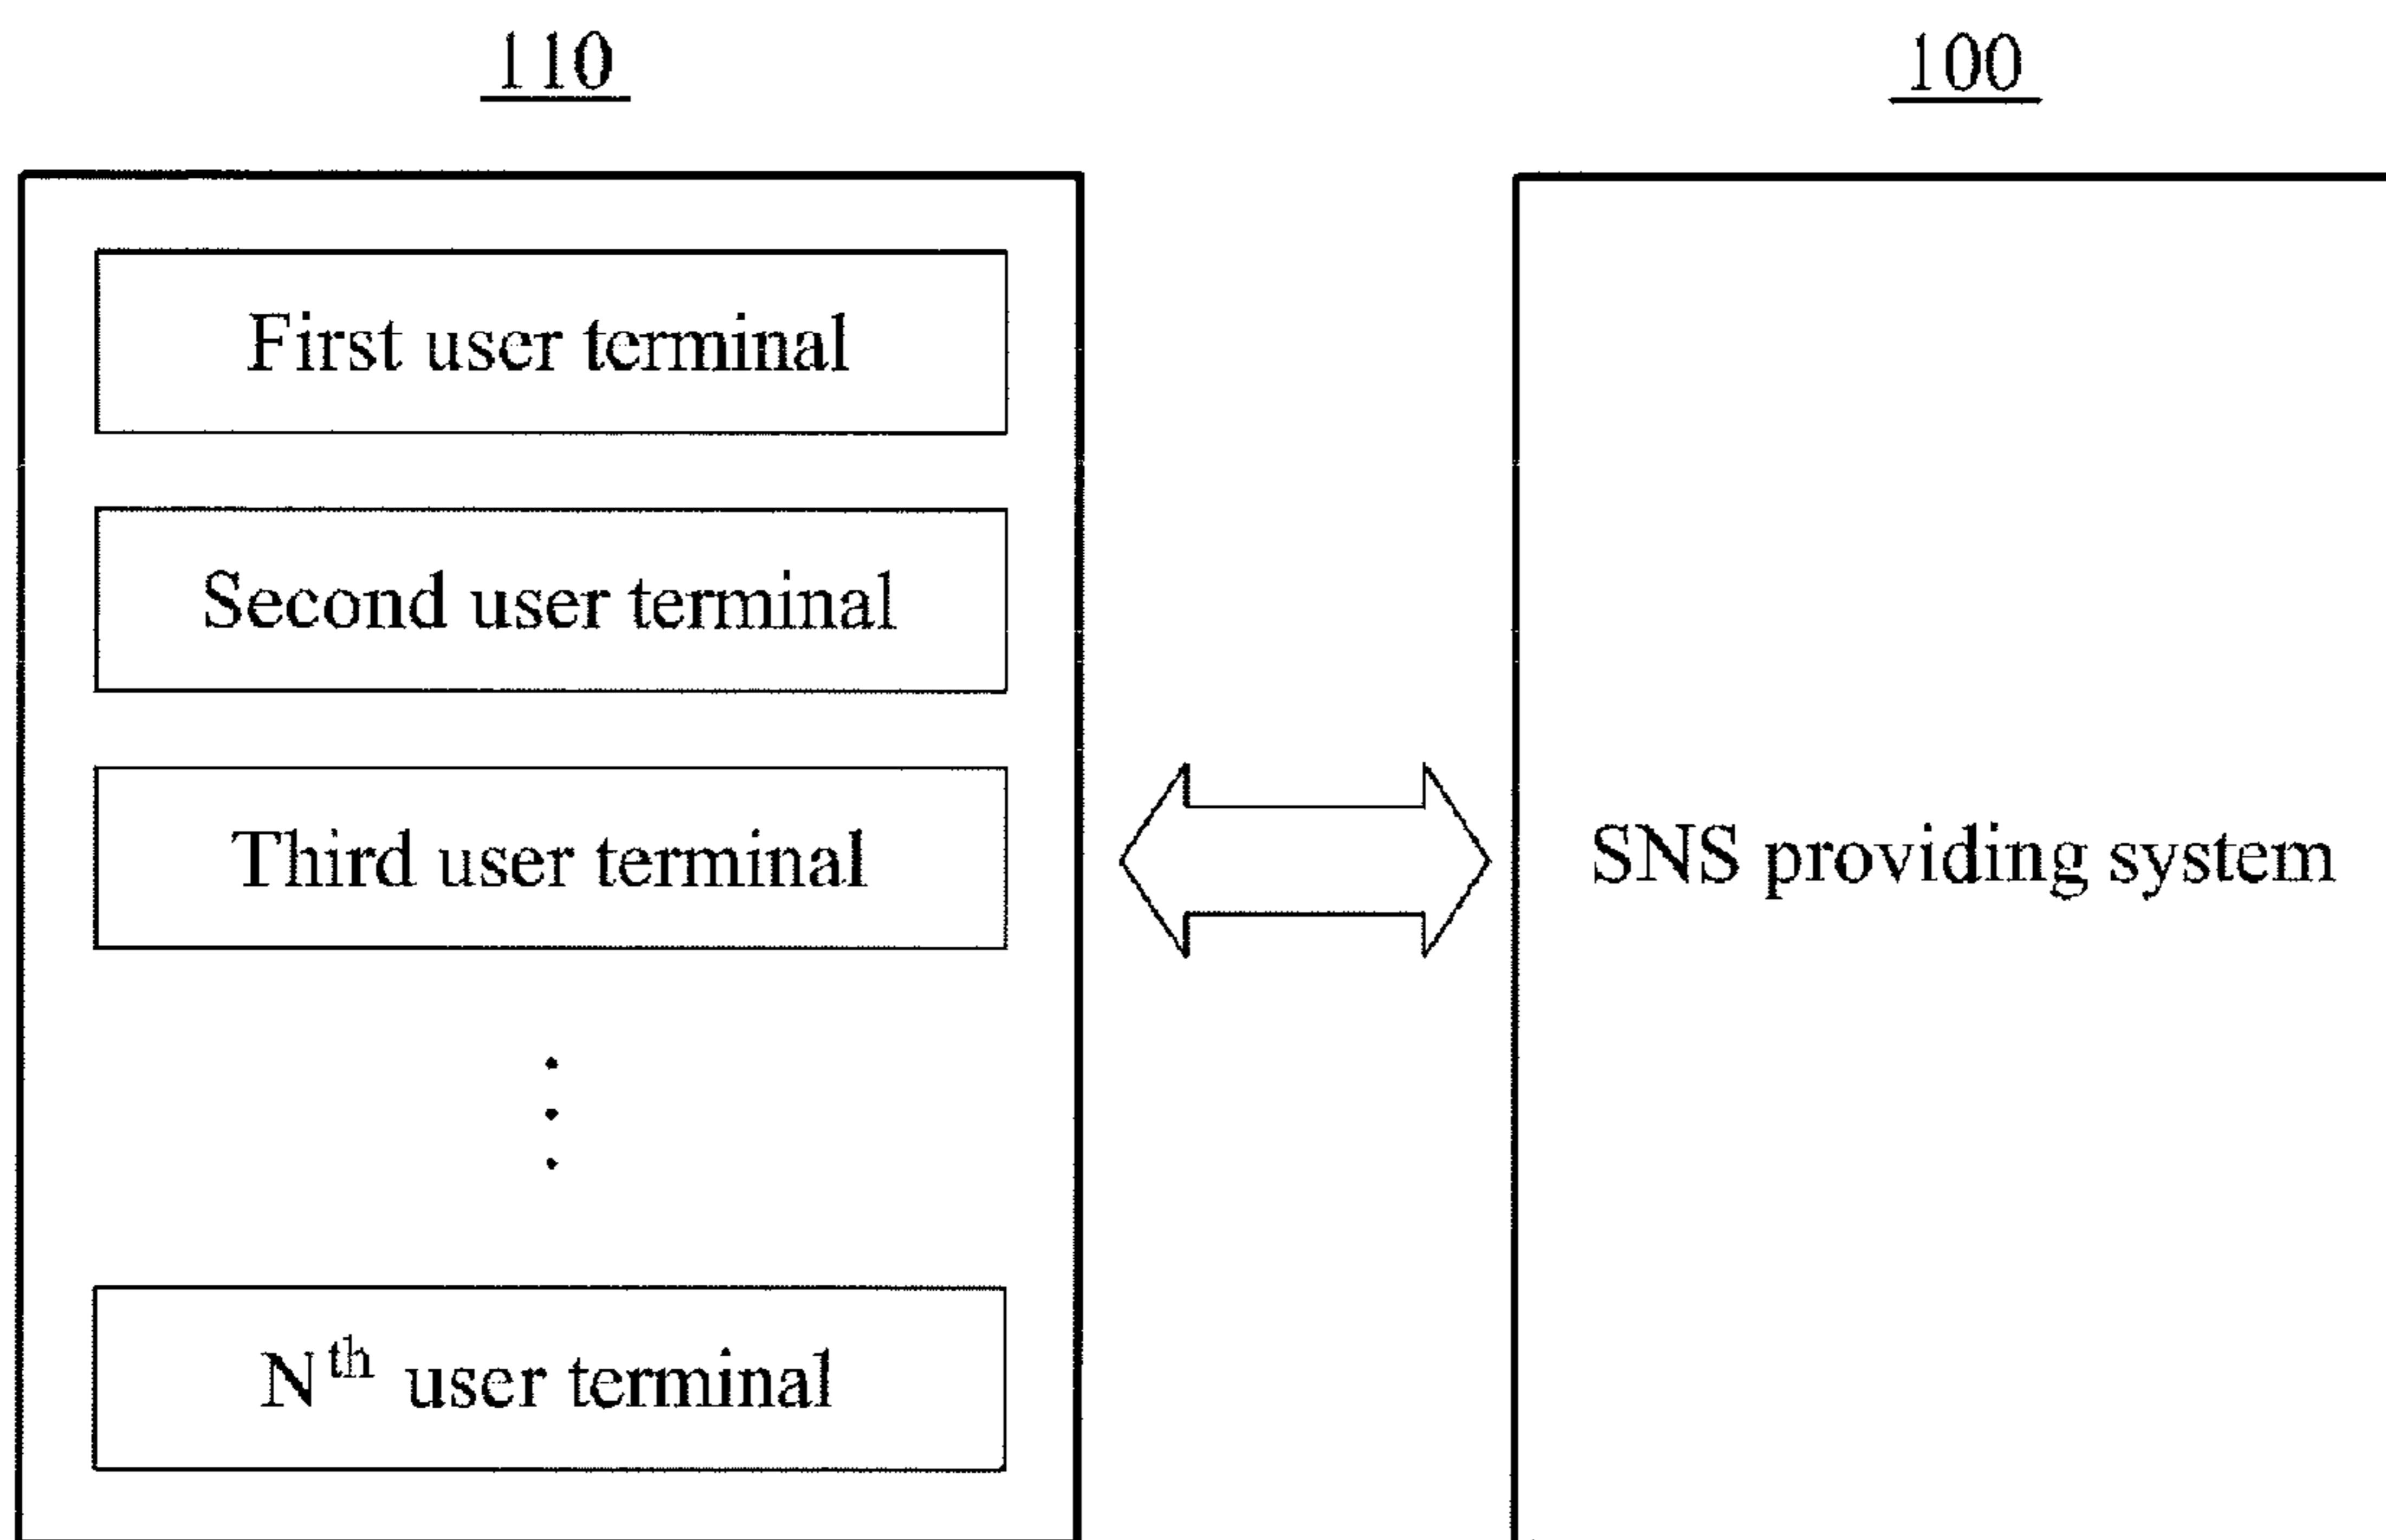 110
100
First user terminal
Second user terminal
Third user terminal
Nth user terminal
SNS providing system